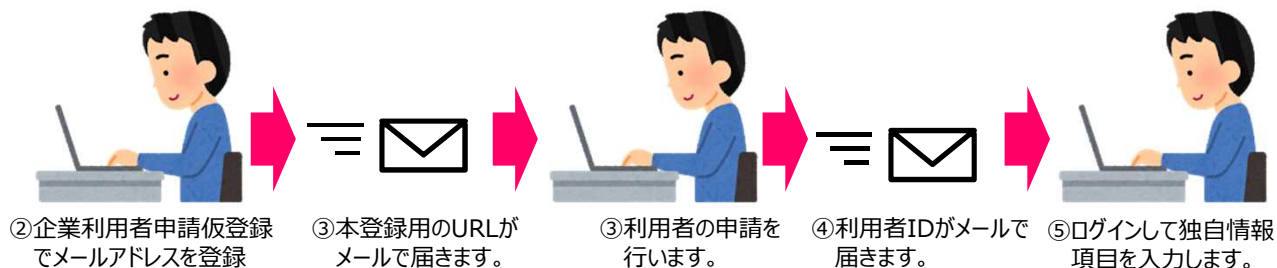 ②企業利用者申請仮登録
でメールアドレスを登録
③本登録用のURLが
メールで届きます。
③利用者の申請を
行います。
④利用者IDがメールで
届きます。
⑤ログインして独自情報
項目を入力します。